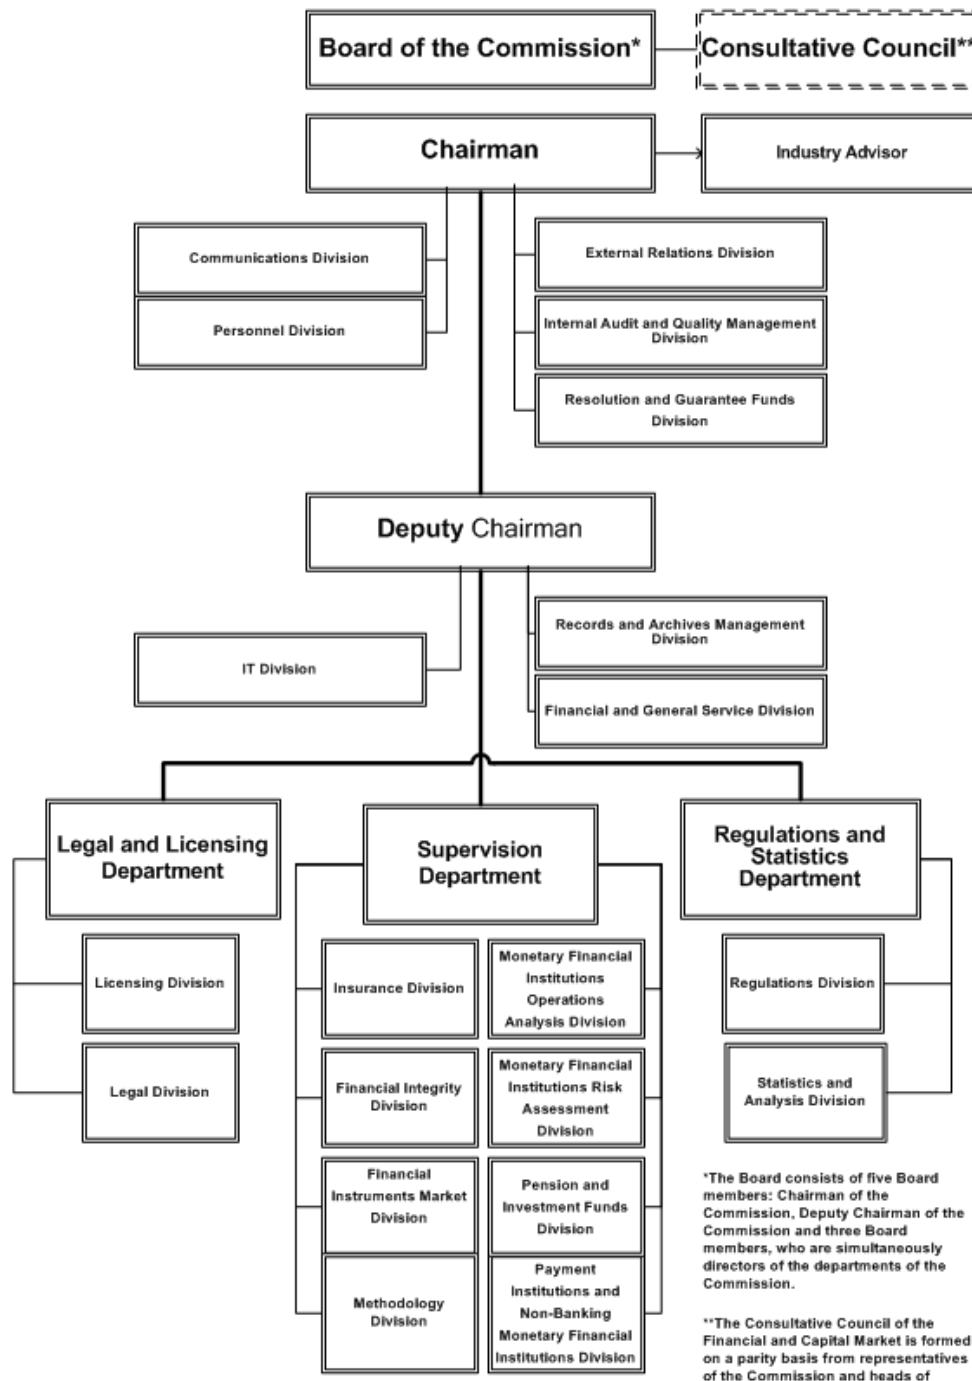 Board of the Commission*
Consultative Council**
Chairman
Industry Advisor
Communications Division
External Relations Division
Personnel Division
Internal Audit and Quality Management
Division
Resolution and Guarantee Funds
Division
Deputy Chairman
IT Division
Records and Archives Management
Division
Financial and General Service Division
Legal and Licensing
Department
Supervision
Department
Regulations and
Statistics
Department
Licensing Division
Legal Division
Insurance Division
Financial Integrity
Division
Financial
Instruments Market
Division
Methodology
Division
Monetary Financial
Institutions
Operations
Analysis Division
Monetary Financial
Institutions Risk
Assessment
Division
Pension and
Investment Funds
Division
Payment
Institutions and
Non-Banking
Monetary Financial
Institutions Division
Regulations Division
Statistics and
Analysis Division
*The Board consists of five Board
members: Chairman of the
Commission, Deputy Chairman of the
Commission and three Board
members, who are simultaneously
directors of the departments of the
Commission.
**The Consultative Council of the
Financial and Capital Market is formed
on a parity basis from representatives
of the Commission and heads of